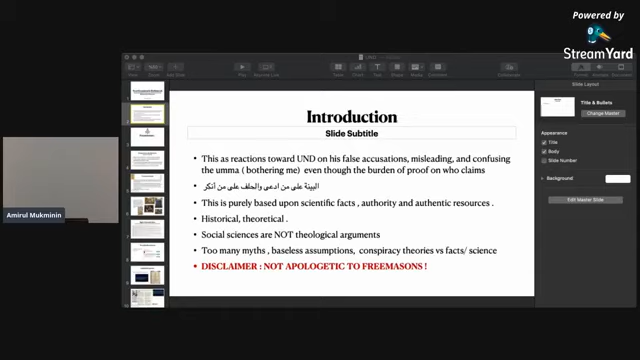 Powered by
StreamYard
UND
Introduction
Slide Subtitle
• This as reactions toward UND on his false accusations, misleading, and confusing
the umma ( bothering me) even though the burden of proof on who claims
• البينة على من ادعى والحلف على من أنكر
• This is purely based upon scientific facts , authority and authentic resources .
• Historical, theoretical .
• Social sciences are NOT theological arguments
• Too many myths , baseless assumptions, conspiracy theories vs facts/ science
• DISCLAIMER : NOT APOLOGETIC TO FREEMASONS !
Slide Layout
Title & Bullets
Change Master
Appearance
Title
Body
Slide Number
Background
Edit Master Slide
Amirul Mukminin